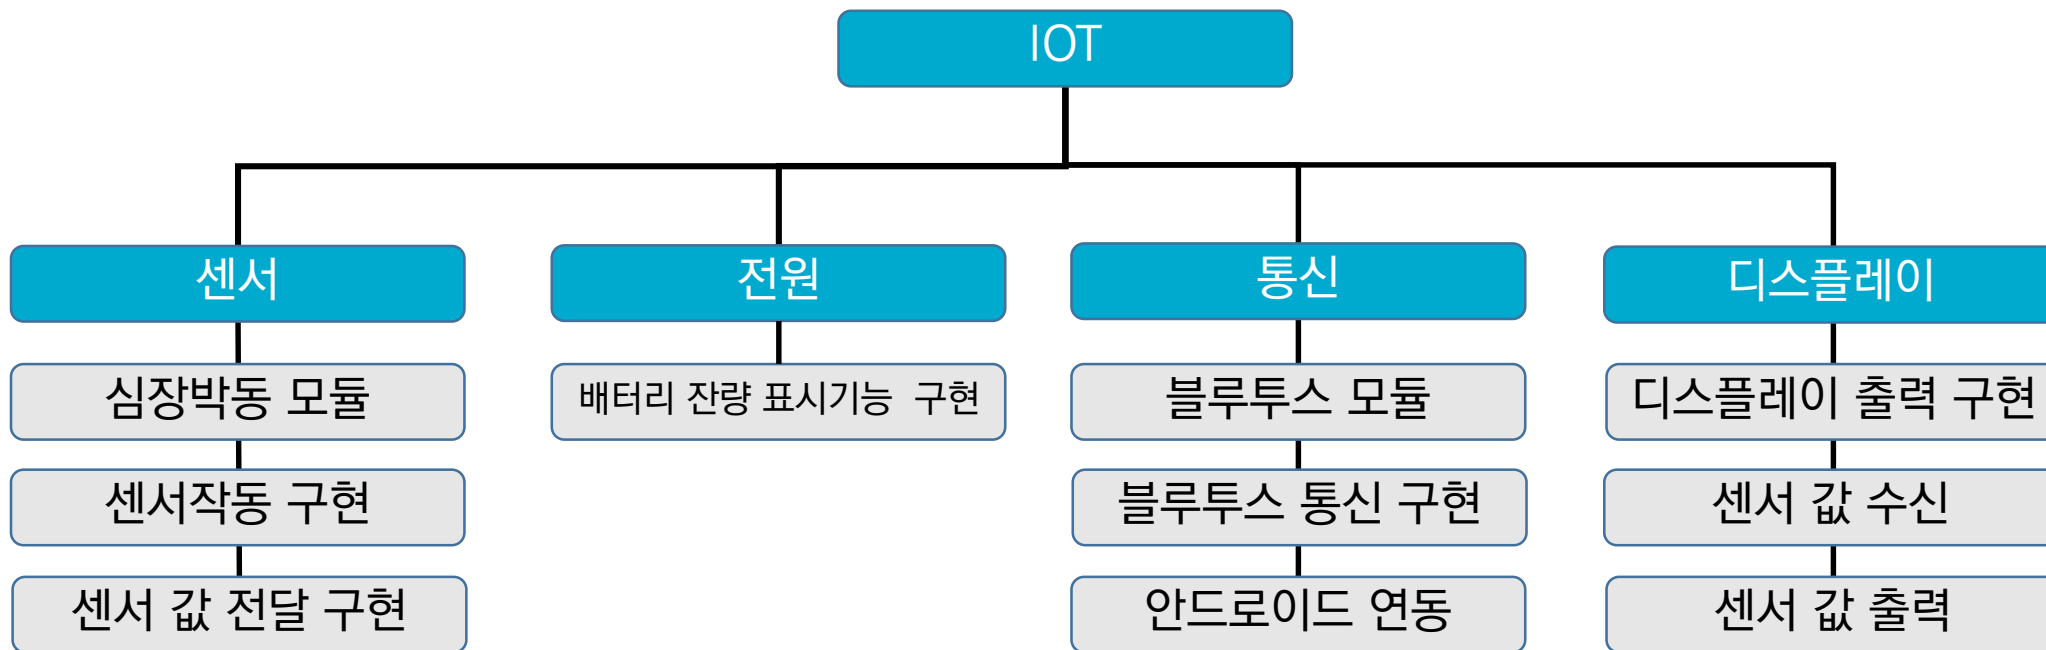 IOT
센서
전원
통신
디스플레이
심장박동 모듈
배터리 잔량 표시기능 구현
블루투스 모듈
디스플레이 출력 구현
센서작동 구현
블루투스 통신 구현
센서 값 수신
센서 값 전달 구현
안드로이드 연동
센서 값 출력